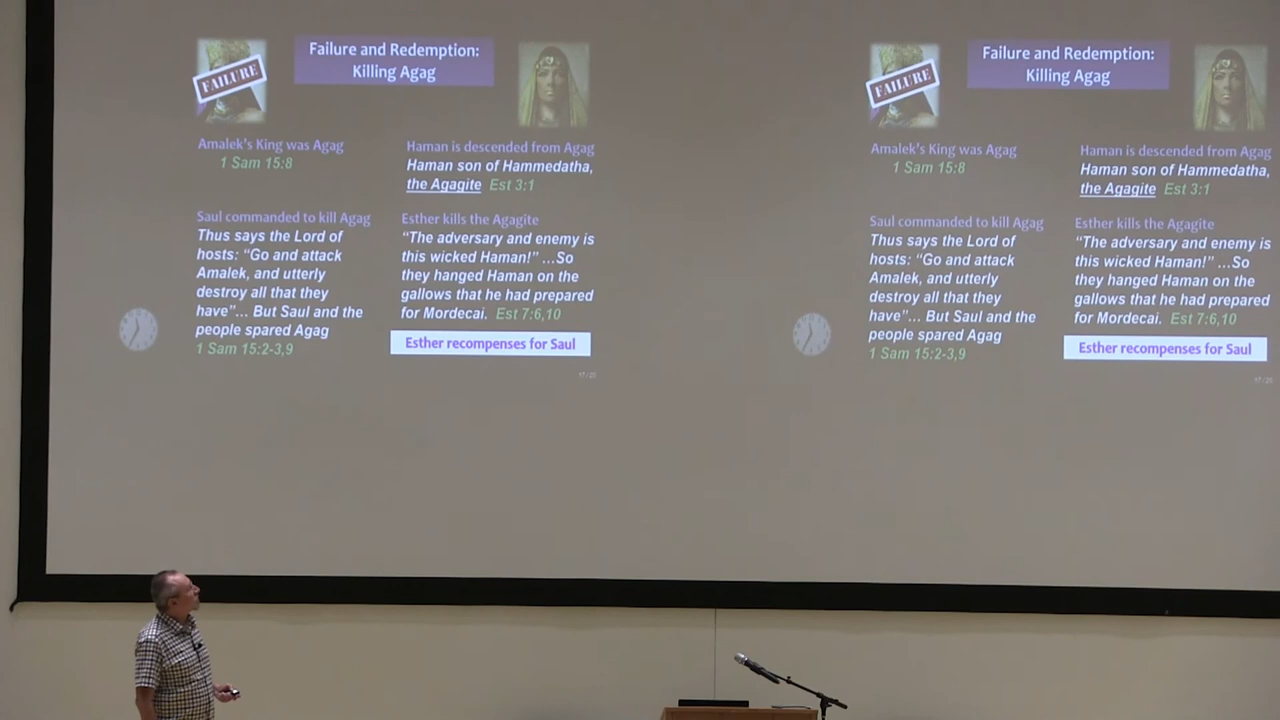 Failure and Redemption:
Killing Agag
FAILURE
Amalek's King was Agag
1 Sam 15:8
Saul commanded to kill Agag
Thus says the Lord of
hosts: “Go and attack
Amalek, and utterly
destroy all that they
have”... But Saul and the
people spared Agag
1 Sam 15:2-3,9
Haman is descended from Agag
Haman son of Hammedatha,
the Agagite Est 3:1
Esther kills the Agagite
“The adversary and enemy is
this wicked Haman!” ...So
they hanged Haman on the
gallows that he had prepared
for Mordecai. Est 7:6,10
Esther recompenses for Saul
Failure and Redemption:
Killing Agag
FAILURE
Amalek's King was Agag
1 Sam 15:8
Saul commanded to kill Agag
Thus says the Lord of
hosts: “Go and attack
Amalek, and utterly
destroy all that they
have”... But Saul and the
people spared Agag
1 Sam 15:2-3,9
Haman is descended from Agag
Haman son of Hammedatha,
the Agagite Est 3:1
Esther kills the Agagite
“The adversary and enemy is
this wicked Haman!” ...So
they hanged Haman on the
gallows that he had prepared
for Mordecai. Est 7:6,10
Esther recompenses for Saul